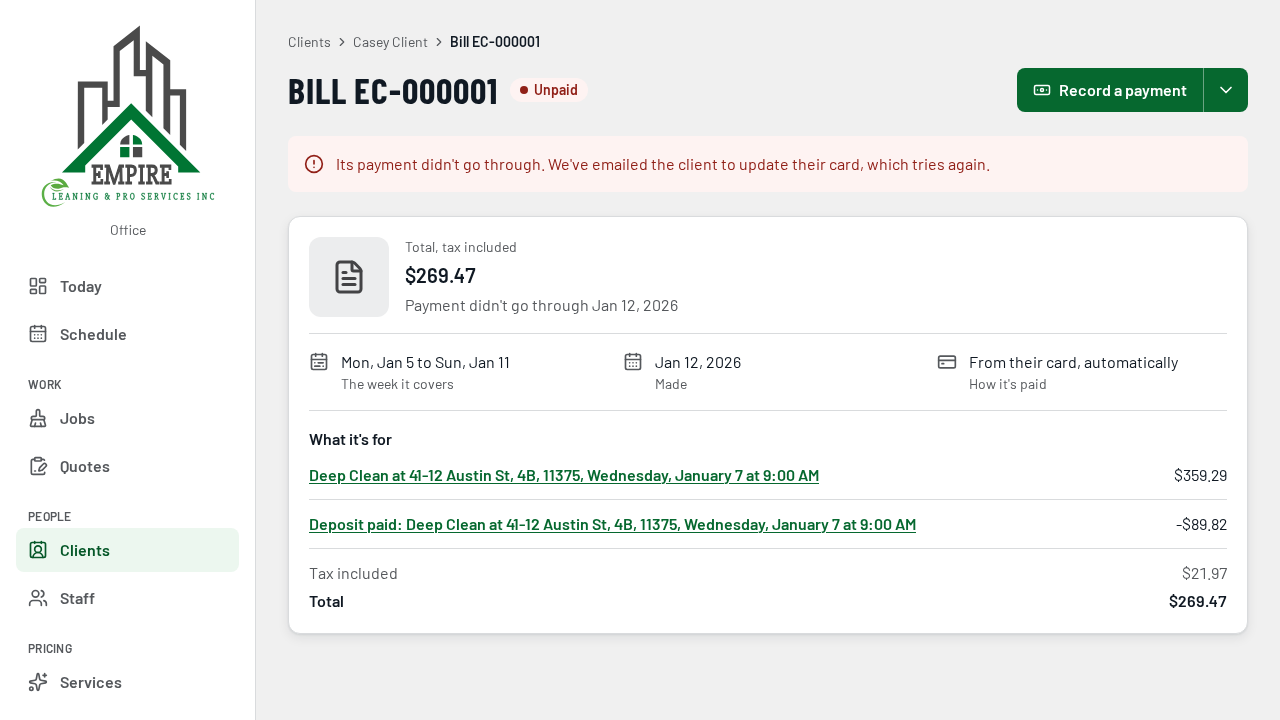 EMPIRE
LEANING & PRO SERVICES INC
Office
Today
Schedule
WORK
Jobs
Quotes
PEOPLE
Clients
Staff
PRICING
Services
Clients > Casey Client > Bill EC-000001
BILL EC-000001
Unpaid
Record a payment
Its payment didn't go through. We've emailed the client to update their card, which tries again.
Total, tax included
$269.47
Payment didn't go through Jan 12, 2026
Mon, Jan 5 to Sun, Jan 11
The week it covers
Jan 12, 2026
Made
From their card, automatically
How it's paid
What it's for
Deep Clean at 41-12 Austin St, 4B, 11375, Wednesday, January 7 at 9:00 AM $359.29
Deposit paid: Deep Clean at 41-12 Austin St, 4B, 11375, Wednesday, January 7 at 9:00 AM -$89.82
Tax included $21.97
Total $269.47